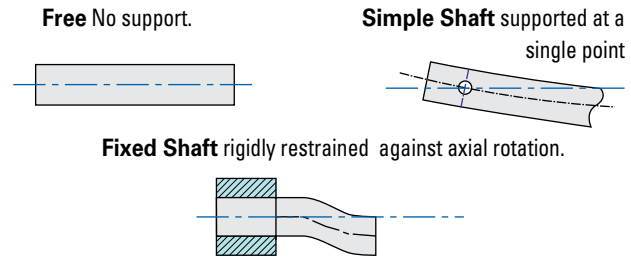 Free No support.
Simple Shaft supported at a
single point
Fixed Shaft rigidly restrained against axial rotation.